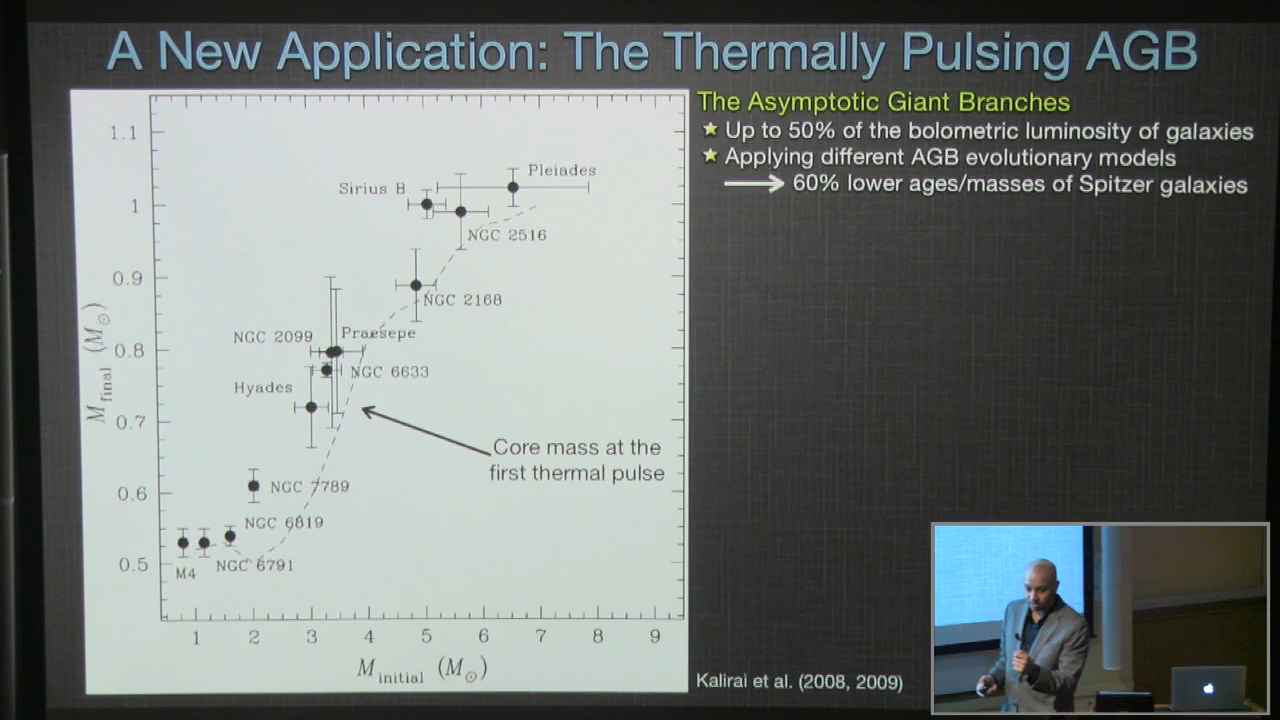 A New Application: The Thermally Pulsing AGB
The Asymptotic Giant Branches
★ Up to 50% of the bolometric luminosity of galaxies
★ Applying different AGB evolutionary models
⟶ 60% lower ages/masses of Spitzer galaxies
1.1
1
0.9
0.8
0.7
0.6
0.5
M_final (M_⊙)
Pleiades
Sirius B
NGC 2516
NGC 2168
NGC 2099
Praesepe
NGC 6633
Hyades
Core mass at the
first thermal pulse
NGC 7789
NGC 6819
NGC 6791
M4
1 2 3 4 5 6 7 8 9
M_initial (M_⊙)
Kalirai et al. (2008, 2009)